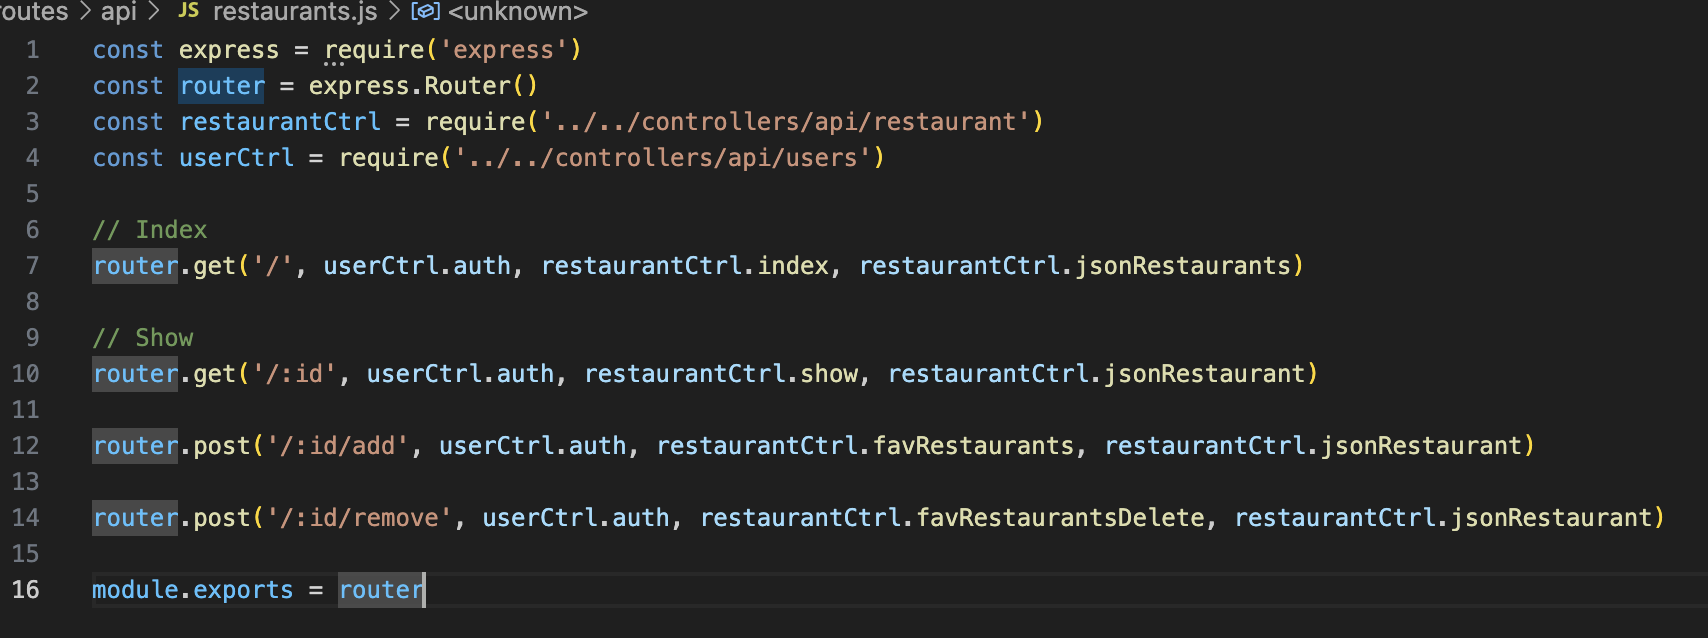 routes > api > JS restaurants.js > <unknown>
1 const express = require('express')
2 const router = express.Router()
3 const restaurantCtrl = require('../../controllers/api/restaurant')
4 const userCtrl = require('../../controllers/api/users')
5
6 // Index
7 router.get('/', userCtrl.auth, restaurantCtrl.index, restaurantCtrl.jsonRestaurants)
8
9 // Show
10 router.get('/:id', userCtrl.auth, restaurantCtrl.show, restaurantCtrl.jsonRestaurant)
11
12 router.post('/:id/add', userCtrl.auth, restaurantCtrl.favRestaurants, restaurantCtrl.jsonRestaurant)
13
14 router.post('/:id/remove', userCtrl.auth, restaurantCtrl.favRestaurantsDelete, restaurantCtrl.jsonRestaurant)
15
16 module.exports = router